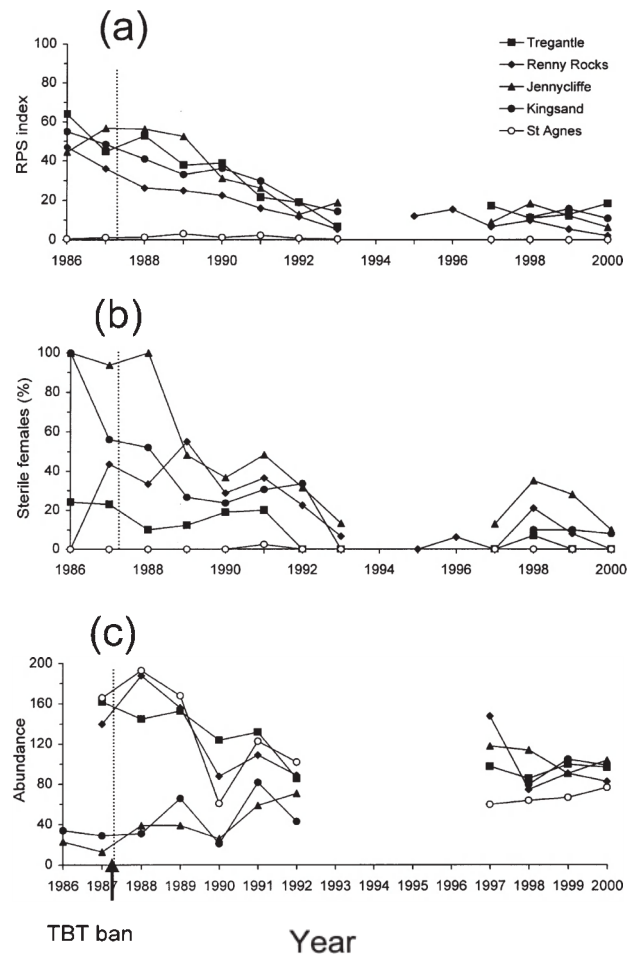 (a)
100
80
60
40
20
0
RPS index
Tregantle
Renny Rocks
Jennycliffe
Kingsand
St Agnes
1986 1988 1990 1992 1994 1996 1998 2000
(b)
100
80
60
40
20
0
Sterile females (%)
1986 1988 1990 1992 1994 1996 1998 2000
(c)
200
160
120
80
40
0
Abundance
1986 1987 1988 1989 1990 1991 1992 1993 1994 1995 1996 1997 1998 1999 2000
TBT ban
Year